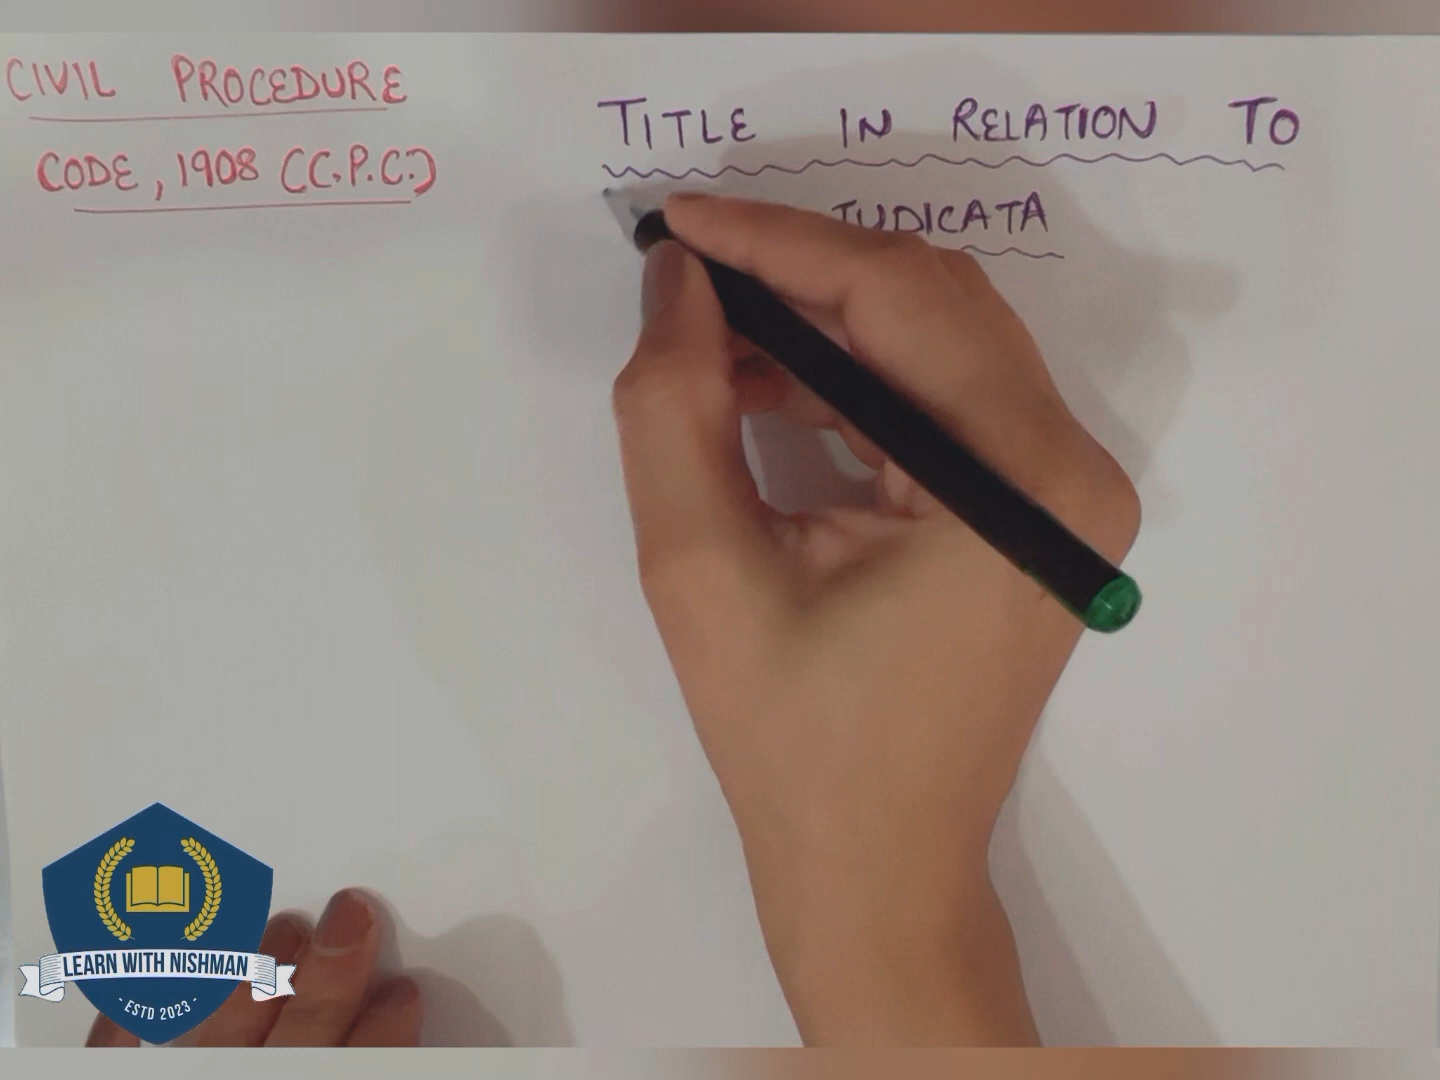 CIVIL PROCEDURE
CODE, 1908 (C.P.C.)
TITLE IN RELATION TO
JUDICATA
LEARN WITH NISHMAN
- ESTD 2023 -